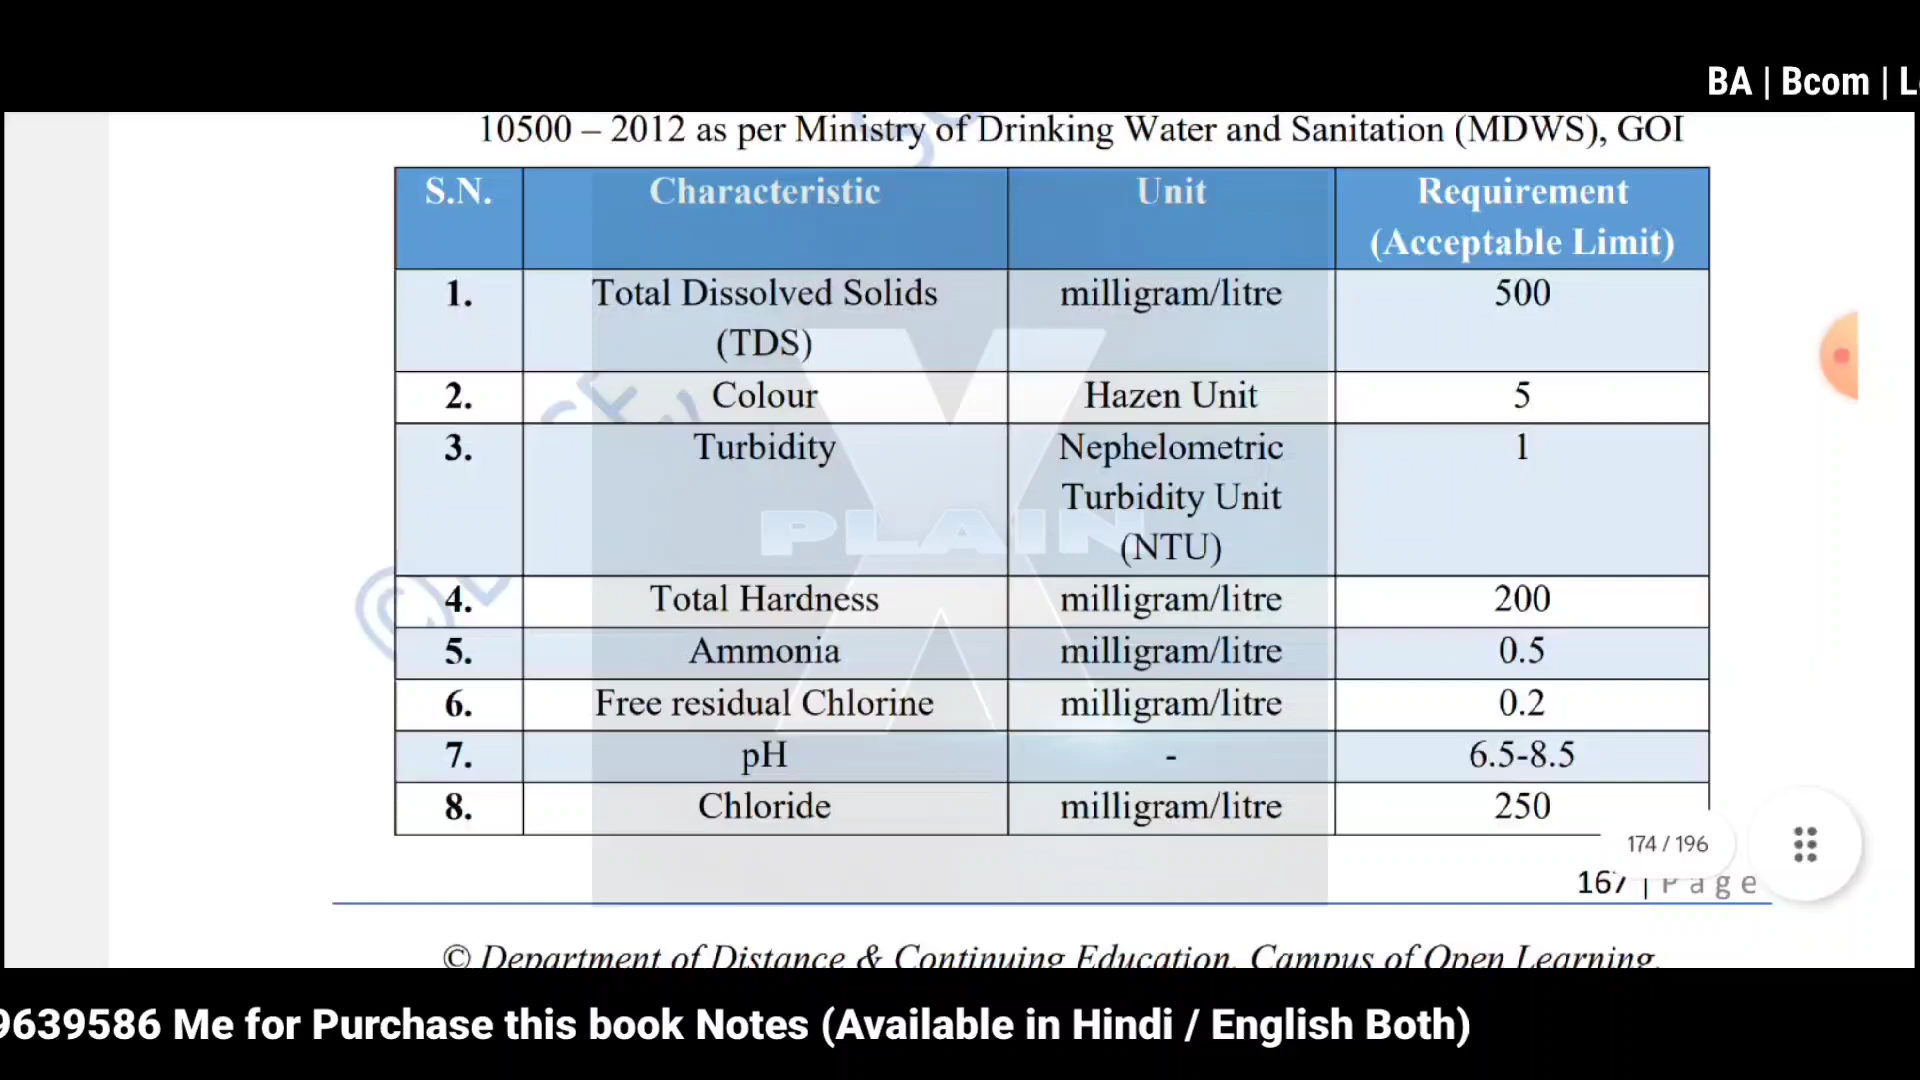 BA | Bcom |
10500 – 2012 as per Ministry of Drinking Water and Sanitation (MDWS), GOI
S.N. Characteristic Unit Requirement
(Acceptable Limit)
1. Total Dissolved Solids milligram/litre 500
(TDS)
2. Colour Hazen Unit 5
3. Turbidity Nephelometric 1
Turbidity Unit
(NTU)
PLAIN
4. Total Hardness milligram/litre 200
5. Ammonia milligram/litre 0.5
6. Free residual Chlorine milligram/litre 0.2
7. pH - 6.5-8.5
8. Chloride milligram/litre 250
174 / 196
167 | Page
© Department of Distance & Continuing Education, Campus of Open Learning,
9639586 Me for Purchase this book Notes (Available in Hindi / English Both)